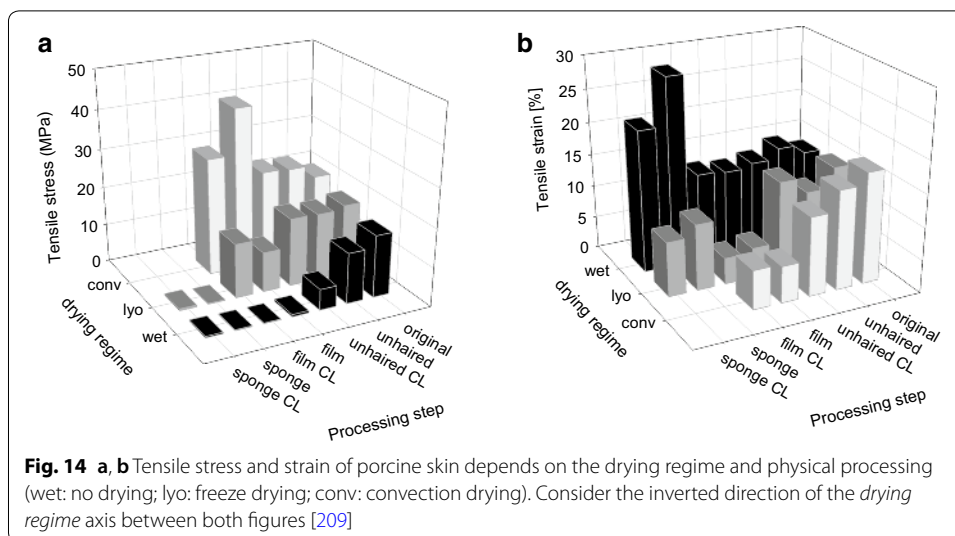 a
50
40
30
20
10
0
Tensile stress (MPa)
conv
lyo
wet
drying regime
sponge CL
sponge
film CL
film
unhaired CL
unhaired
original
Processing step
b
30
25
20
15
10
5
0
Tensile strain [%]
wet
lyo
conv
drying regime
sponge CL
sponge
film CL
film
unhaired CL
unhaired
original
Processing step
Fig. 14 a, b Tensile stress and strain of porcine skin depends on the drying regime and physical processing
(wet: no drying; lyo: freeze drying; conv: convection drying). Consider the inverted direction of the drying
regime axis between both figures [209]